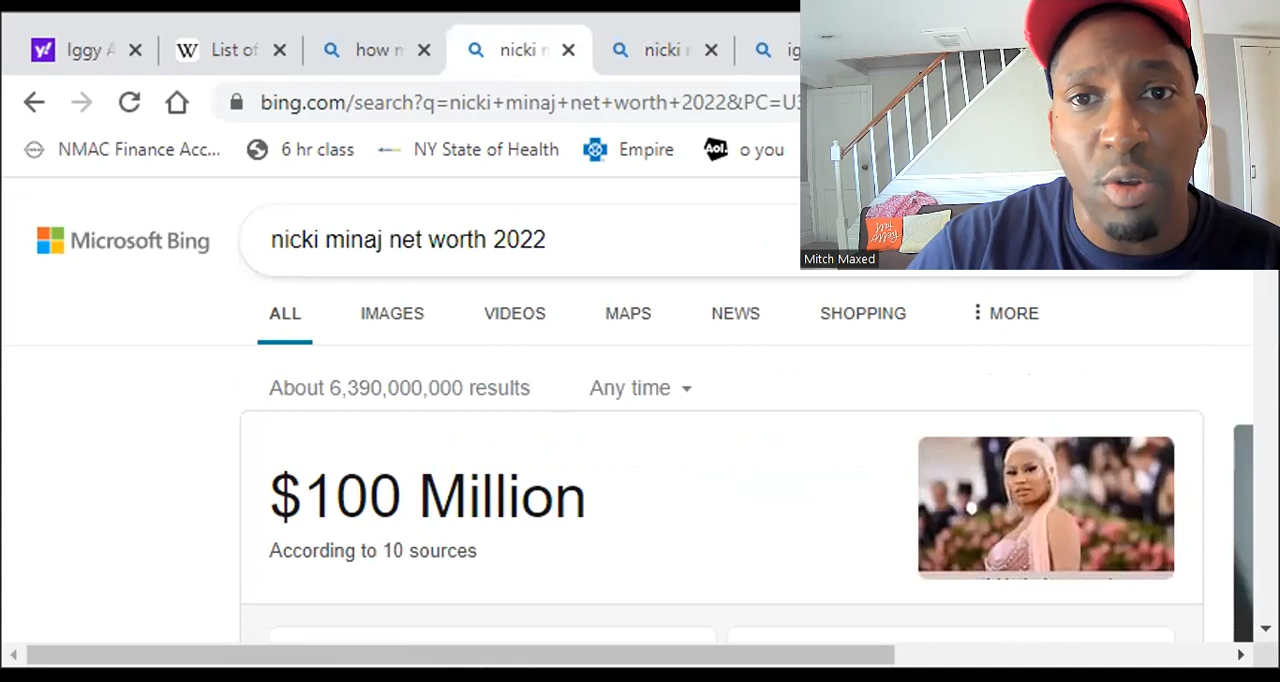 Iggy A
List of
how n
nicki n
nicki
ig
bing.com/search?q=nicki+minaj+net+worth+2022&PC=U3
NMAC Finance Acc...
6 hr class
NY State of Health
Empire
Aol.
o you
Microsoft Bing
nicki minaj net worth 2022
Mitch Maxed
ALL
IMAGES
VIDEOS
MAPS
NEWS
SHOPPING
MORE
About 6,390,000,000 results
Any time
$100 Million
According to 10 sources